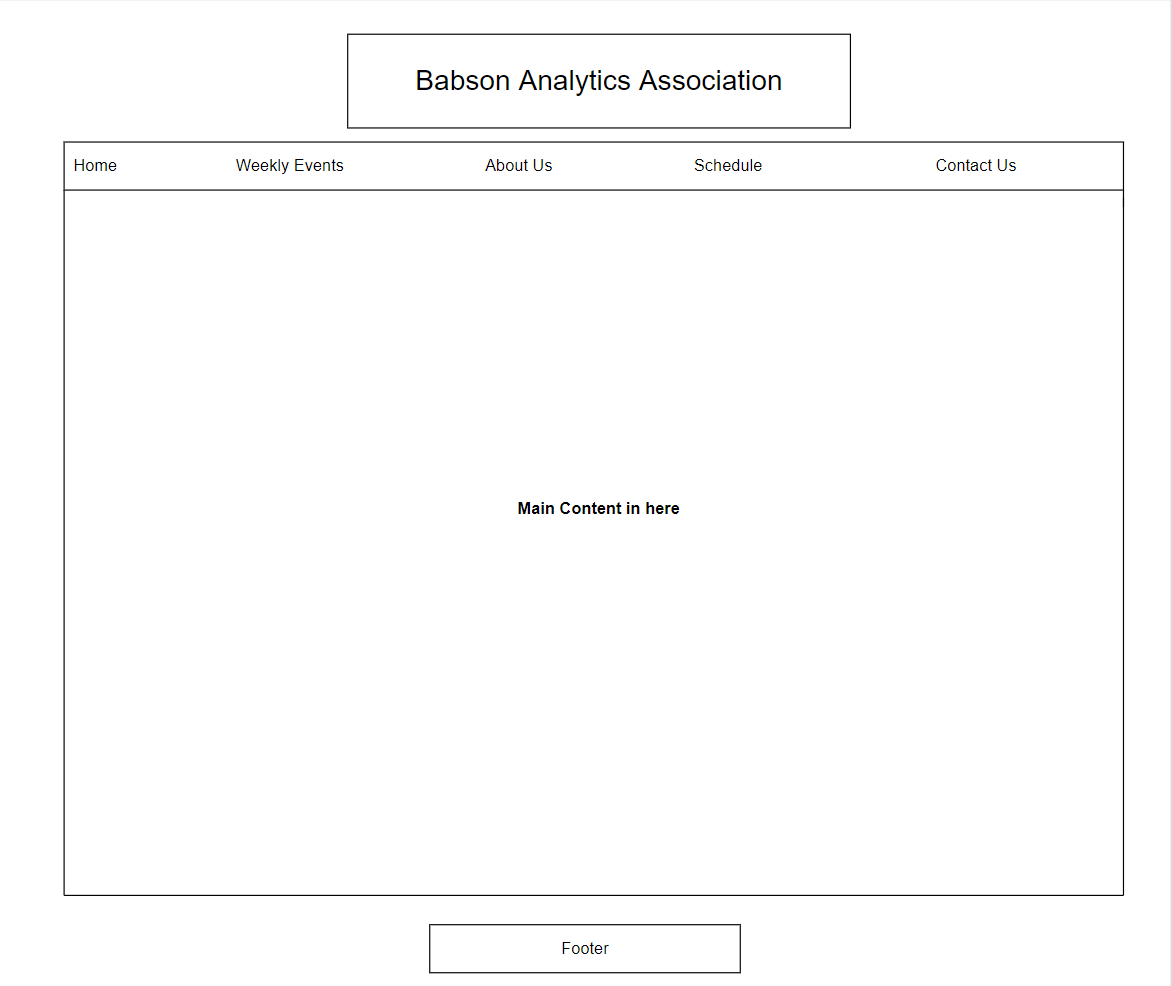 Babson Analytics Association
Home Weekly Events About Us Schedule Contact Us
Main Content in here
Footer